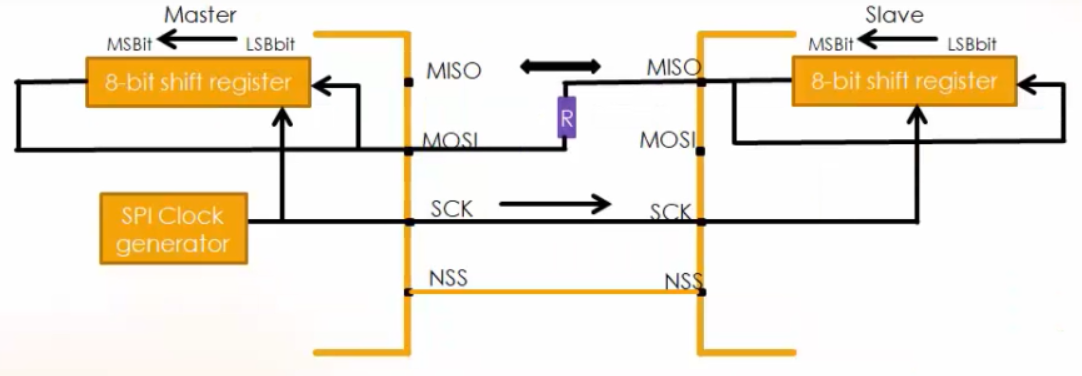 Master
MSBit LSBbit
8-bit shift register
MISO
MOSI
SPI Clock
generator
SCK
NSS
R
Slave
MSBit LSBbit
8-bit shift register
MISO
MOSI
SCK
NSS